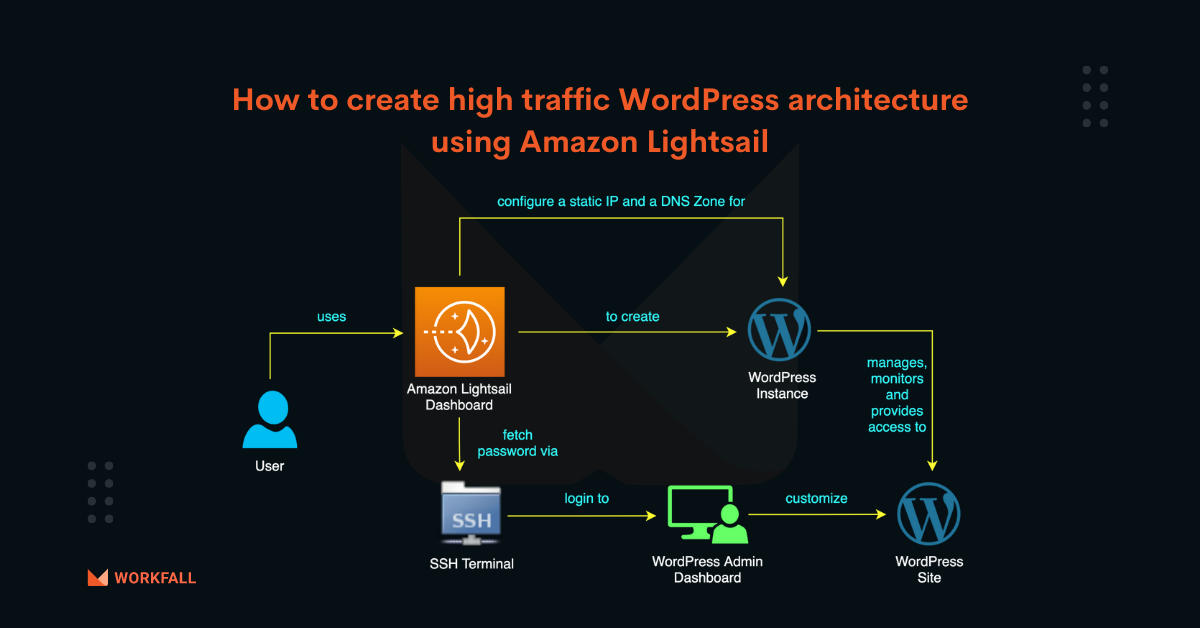 How to create high traffic WordPress architecture
using Amazon Lightsail
configure a static IP and a DNS Zone for
uses
to create
Amazon Lightsail
Dashboard
WordPress
Instance
manages,
monitors
and
provides
access to
User
fetch
password via
SSH
login to
customize
SSH Terminal
WordPress Admin
Dashboard
WordPress
Site
WORKFALL